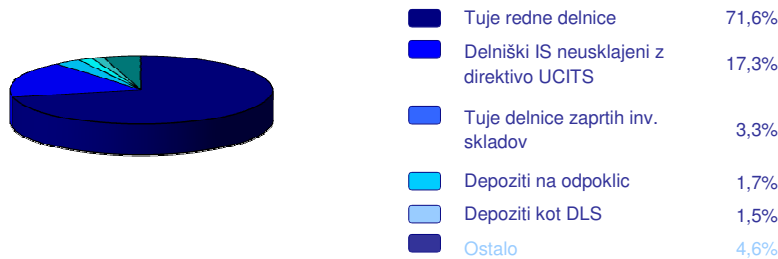 Tuje redne delnice 71,6%
Delniški IS neusklajeni z
direktivo UCITS 17,3%
Tuje delnice zaprtih inv.
skladov 3,3%
Depoziti na odpoklic 1,7%
Depoziti kot DLS 1,5%
Ostalo 4,6%